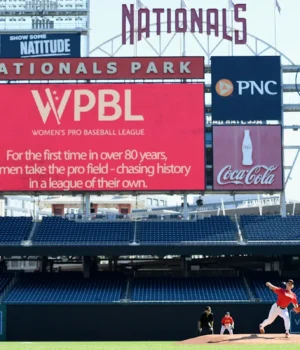 NATIONALS
SHOW SOME
NATITUDE
NATIONALS PARK
PNC
WPBL
WOMEN'S PRO BASEBALL LEAGUE
For the first time in over 80 years,
men take the pro field - chasing history
in a league of their own.
Coca-Cola